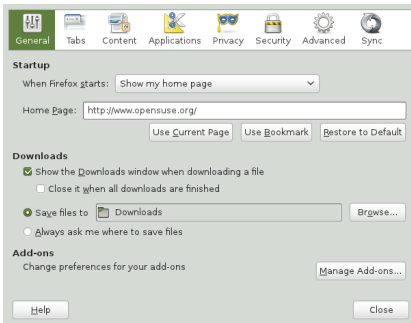 General Tabs Content Applications Privacy Security Advanced Sync
Startup
When Firefox starts: Show my home page
Home Page: http://www.opensuse.org/
Use Current Page Use Bookmark Restore to Default
Downloads
Show the Downloads window when downloading a file
Close it when all downloads are finished
Save files to Downloads Browse...
Always ask me where to save files
Add-ons
Change preferences for your add-ons
Manage Add-ons...
Help Close